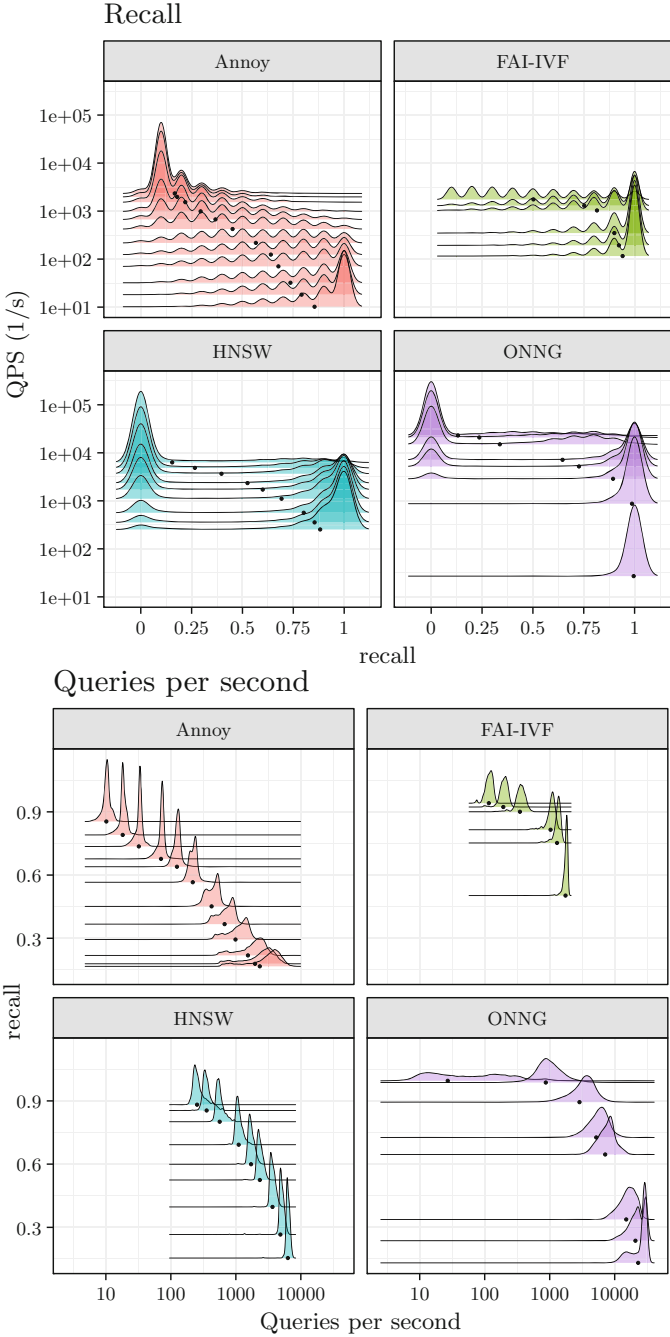 Recall
Annoy
FAI-IVF
1e+05
1e+04
1e+03
1e+02
1e+01
HNSW
ONNG
1e+05
1e+04
1e+03
1e+02
1e+01
QPS (1/s)
0 0.25 0.5 0.75 1 0 0.25 0.5 0.75 1
recall
Queries per second
Annoy
FAI-IVF
0.9
0.6
0.3
HNSW
ONNG
0.9
0.6
0.3
recall
10 100 1000 10000 10 100 1000 10000
Queries per second